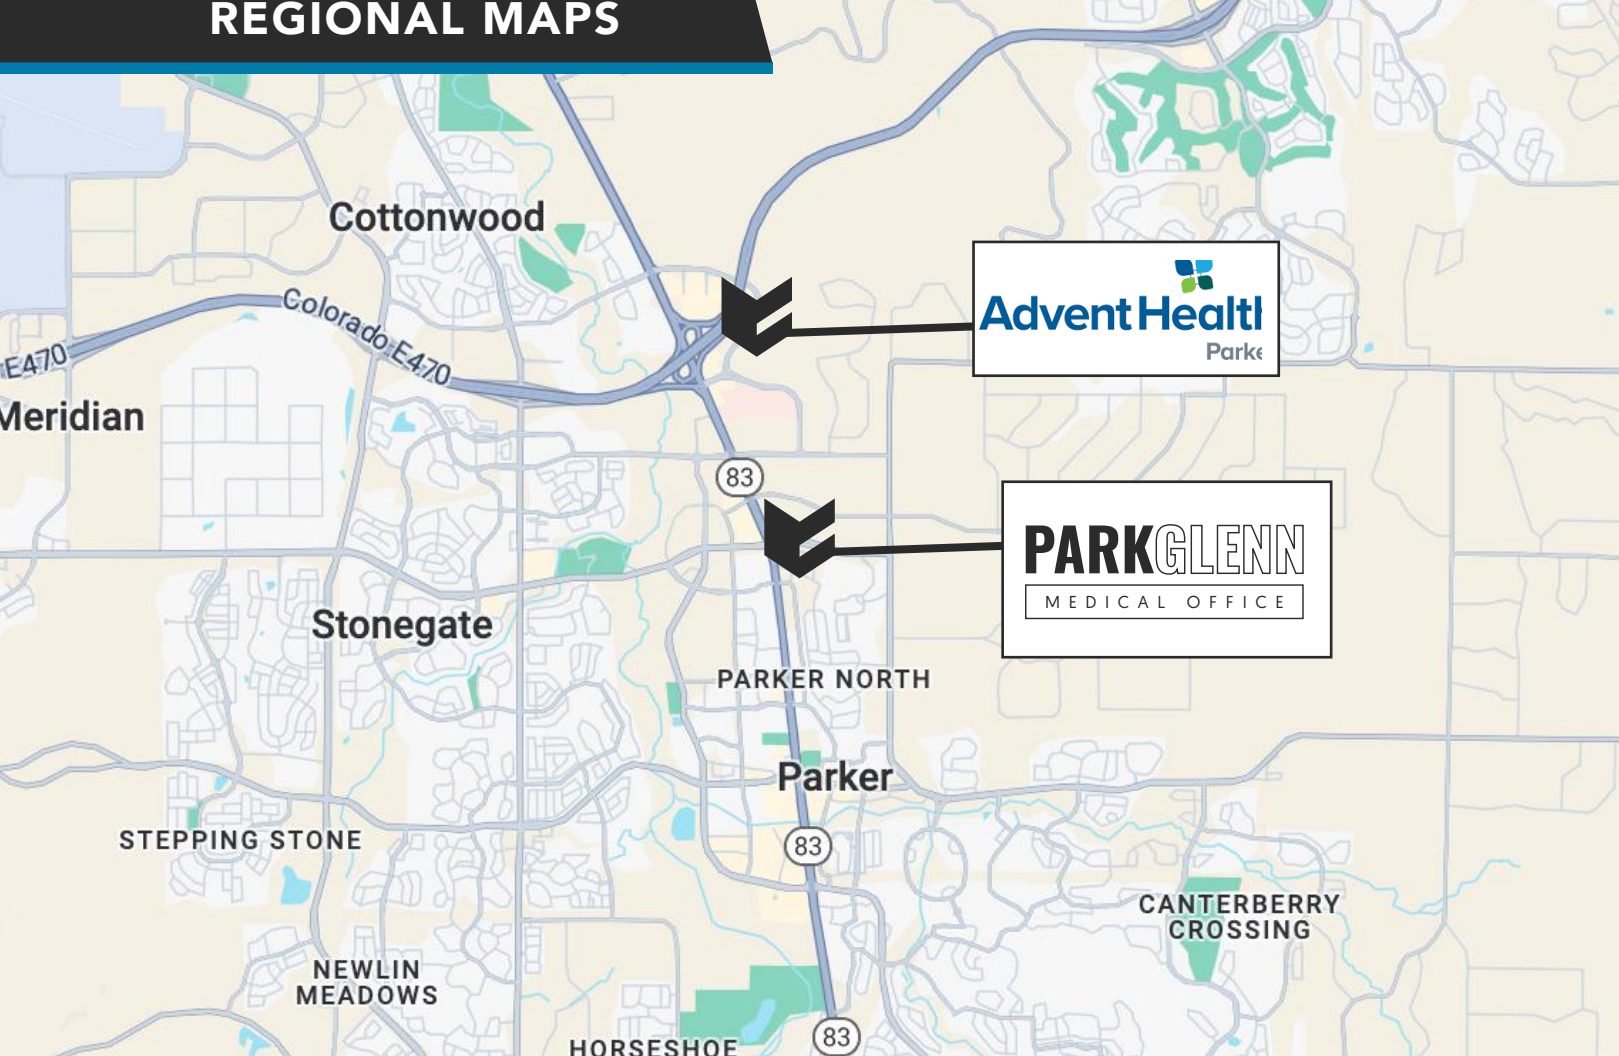 REGIONAL MAPS
Cottonwood
AdventHealth
Parke
Colorado E470
E470
Meridian
83
PARKGLENN
MEDICAL OFFICE
Stonegate
PARKER NORTH
Parker
STEPPING STONE
83
CANTERBERRY
CROSSING
NEWLIN
MEADOWS
83
HORSESHOE